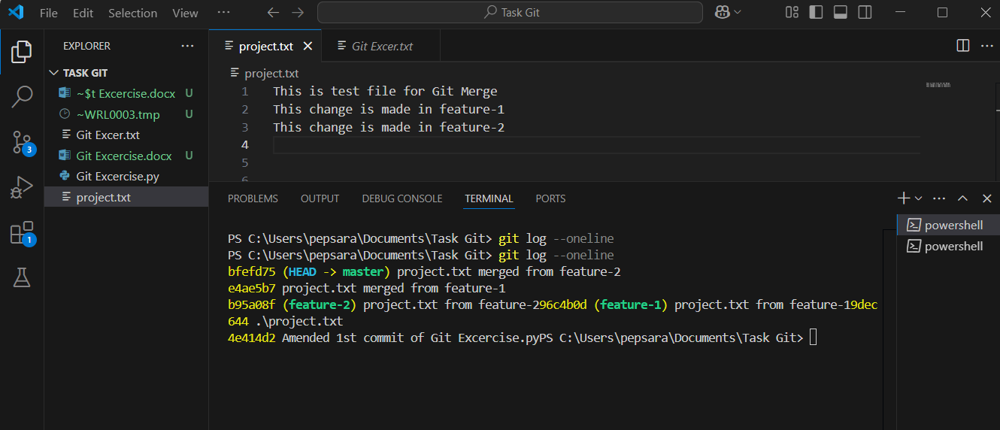 File Edit Selection View ··· Task Git
EXPLORER ···
TASK GIT
~$t Excercise.docx U
~WRL0003.tmp U
Git Excer.txt
Git Excercise.docx U
Git Excercise.py
project.txt
3
1
project.txt Git Excer.txt
project.txt
1 This is test file for Git Merge
2 This change is made in feature-1
3 This change is made in feature-2
4
5
6
PROBLEMS OUTPUT DEBUG CONSOLE TERMINAL PORTS
powershell
powershell
PS C:\Users\pepsara\Documents\Task Git> git log --oneline
PS C:\Users\pepsara\Documents\Task Git> git log --oneline
bfefd75 (HEAD -> master) project.txt merged from feature-2
e4ae5b7 project.txt merged from feature-1
b95a08f (feature-2) project.txt from feature-296c4b0d (feature-1) project.txt from feature-19dec
644 .\project.txt
4e414d2 Amended 1st commit of Git Excercise.pyPS C:\Users\pepsara\Documents\Task Git>